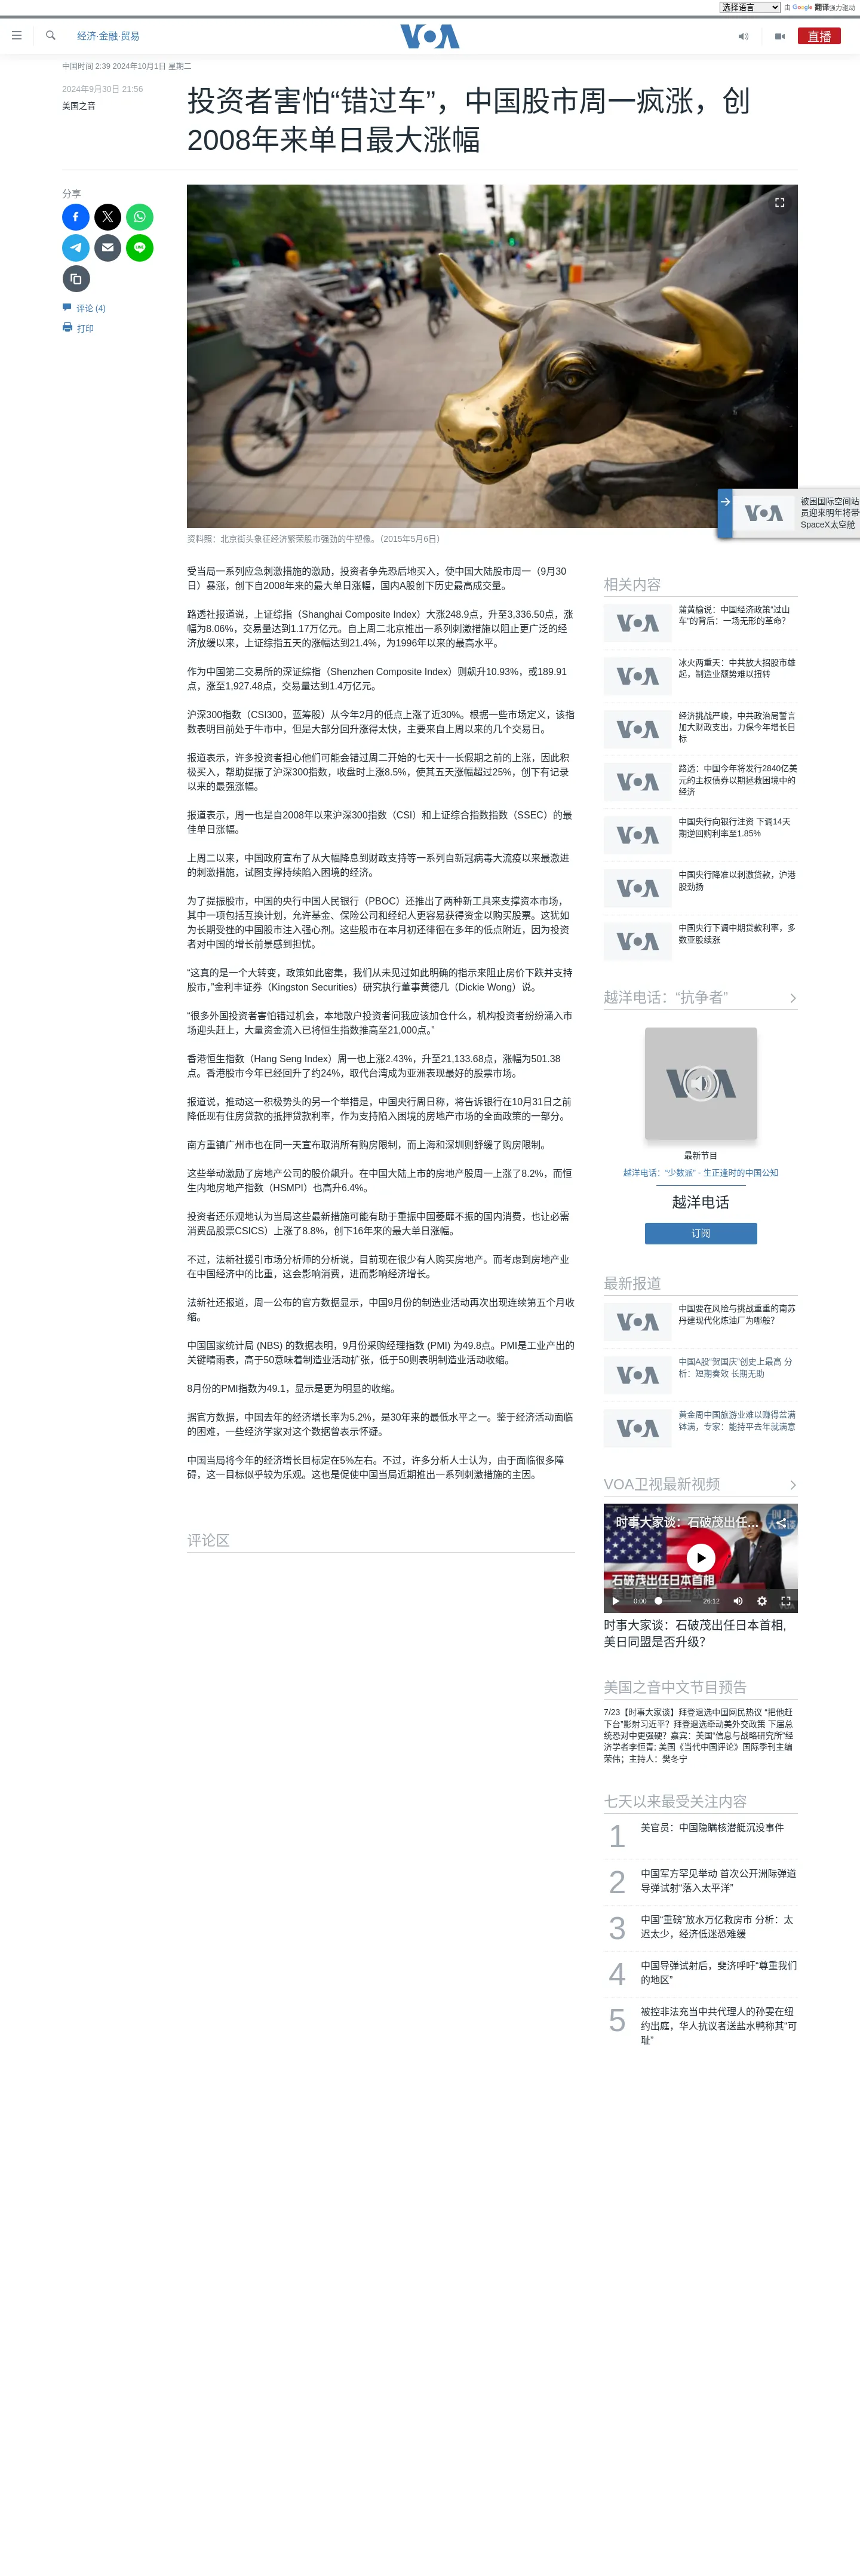 选择语言
由 Google 翻译强力驱动
经济·金融·贸易
VOA
直播
中国时间 2:39 2024年10月1日 星期二
2024年9月30日 21:56
美国之音
投资者害怕“错过车”，中国股市周一疯涨，创
2008年来单日最大涨幅
分享
评论 (4)
打印
资料照：北京街头象征经济繁荣股市强劲的牛塑像。（2015年5月6日）
被困国际空间站
员迎来明年将带
SpaceX太空舱
受当局一系列应急刺激措施的激励，投资者争先恐后地买入，使中国大陆股市周一（9月30
日）暴涨，创下自2008年来的最大单日涨幅，国内A股创下历史最高成交量。
路透社报道说，上证综指（Shanghai Composite Index）大涨248.9点，升至3,336.50点，涨
幅为8.06%，交易量达到1.17万亿元。自上周二北京推出一系列刺激措施以阻止更广泛的经
济放缓以来，上证综指五天的涨幅达到21.4%，为1996年以来的最高水平。
作为中国第二交易所的深证综指（Shenzhen Composite Index）则飙升10.93%，或189.91
点，涨至1,927.48点，交易量达到1.4万亿元。
沪深300指数（CSI300，蓝筹股）从今年2月的低点上涨了近30%。根据一些市场定义，该指
数表明目前处于牛市中，但是大部分回升涨得太快，主要来自上周以来的几个交易日。
报道表示，许多投资者担心他们可能会错过周二开始的七天十一长假期之前的上涨，因此积
极买入，帮助提振了沪深300指数，收盘时上涨8.5%，使其五天涨幅超过25%，创下有记录
以来的最强涨幅。
报道表示，周一也是自2008年以来沪深300指数（CSI）和上证综合指数指数（SSEC）的最
佳单日涨幅。
上周二以来，中国政府宣布了从大幅降息到财政支持等一系列自新冠病毒大流疫以来最激进
的刺激措施，试图支撑持续陷入困境的经济。
为了提振股市，中国的央行中国人民银行（PBOC）还推出了两种新工具来支撑资本市场，
其中一项包括互换计划，允许基金、保险公司和经纪人更容易获得资金以购买股票。这犹如
为长期受挫的中国股市注入强心剂。这些股市在本月初还徘徊在多年的低点附近，因为投资
者对中国的增长前景感到担忧。
“这真的是一个大转变，政策如此密集，我们从未见过如此明确的指示来阻止房价下跌并支持
股市，”金利丰证券（Kingston Securities）研究执行董事黄德几（Dickie Wong）说。
“很多外国投资者害怕错过机会，本地散户投资者问我应该加仓什么，机构投资者纷纷涌入市
场迎头赶上，大量资金流入已将恒生指数推高至21,000点。”
香港恒生指数（Hang Seng Index）周一也上涨2.43%，升至21,133.68点，涨幅为501.38
点。香港股市今年已经回升了约24%，取代台湾成为亚洲表现最好的股票市场。
报道说，推动这一积极势头的另一个举措是，中国央行周日称，将告诉银行在10月31日之前
降低现有住房贷款的抵押贷款利率，作为支持陷入困境的房地产市场的全面政策的一部分。
南方重镇广州市也在同一天宣布取消所有购房限制，而上海和深圳则舒缓了购房限制。
这些举动激励了房地产公司的股价飙升。在中国大陆上市的房地产股周一上涨了8.2%，而恒
生内地房地产指数（HSMPI）也高升6.4%。
投资者还乐观地认为当局这些最新措施可能有助于重振中国萎靡不振的国内消费，也让必需
消费品股票CSICS）上涨了8.8%，创下16年来的最大单日涨幅。
不过，法新社援引市场分析师的分析说，目前现在很少有人购买房地产。而考虑到房地产业
在中国经济中的比重，这会影响消费，进而影响经济增长。
法新社还报道，周一公布的官方数据显示，中国9月份的制造业活动再次出现连续第五个月收
缩。
中国国家统计局 (NBS) 的数据表明，9月份采购经理指数 (PMI) 为49.8点。PMI是工业产出的
关键晴雨表，高于50意味着制造业活动扩张，低于50则表明制造业活动收缩。
8月份的PMI指数为49.1，显示是更为明显的收缩。
据官方数据，中国去年的经济增长率为5.2%，是30年来的最低水平之一。鉴于经济活动面临
的困难，一些经济学家对这个数据曾表示怀疑。
中国当局将今年的经济增长目标定在5%左右。不过，许多分析人士认为，由于面临很多障
碍，这一目标似乎较为乐观。这也是促使中国当局近期推出一系列刺激措施的主因。
评论区
相关内容
蒲黄榆说：中国经济政策“过山
车”的背后：一场无形的革命？
冰火两重天：中共放大招股市雄
起，制造业颓势难以扭转
经济挑战严峻，中共政治局誓言
加大财政支出，力保今年增长目
标
路透：中国今年将发行2840亿美
元的主权债券以期拯救困境中的
经济
中国央行向银行注资 下调14天
期逆回购利率至1.85%
中国央行降准以刺激贷款，沪港
股劲扬
中国央行下调中期贷款利率，多
数亚股续涨
越洋电话：“抗争者”
最新节目
越洋电话：“少数派” - 生正逢时的中国公知
越洋电话
订阅
最新报道
中国要在风险与挑战重重的南苏
丹建现代化炼油厂为哪般？
中国A股“贺国庆”创史上最高 分
析：短期奏效 长期无助
黄金周中国旅游业难以赚得盆满
钵满，专家：能持平去年就满意
VOA卫视最新视频
时事大家谈：石破茂出任...
石破茂出任日本首相
0:00
26:12
时事大家谈：石破茂出任日本首相,
美日同盟是否升级？
美国之音中文节目预告
7/23【时事大家谈】拜登退选中国网民热议 “把他赶
下台”影射习近平？拜登退选牵动美外交政策 下届总
统恐对中更强硬？嘉宾：美国“信息与战略研究所”经
济学者李恒青; 美国《当代中国评论》国际季刊主编
荣伟；主持人：樊冬宁
七天以来最受关注内容
1
美官员：中国隐瞒核潜艇沉没事件
2
中国军方罕见举动 首次公开洲际弹道
导弹试射“落入太平洋”
3
中国“重磅”放水万亿救房市 分析：太
迟太少，经济低迷恐难缓
4
中国导弹试射后，斐济呼吁“尊重我们
的地区”
5
被控非法充当中共代理人的孙雯在纽
约出庭，华人抗议者送盐水鸭称其“可
耻”